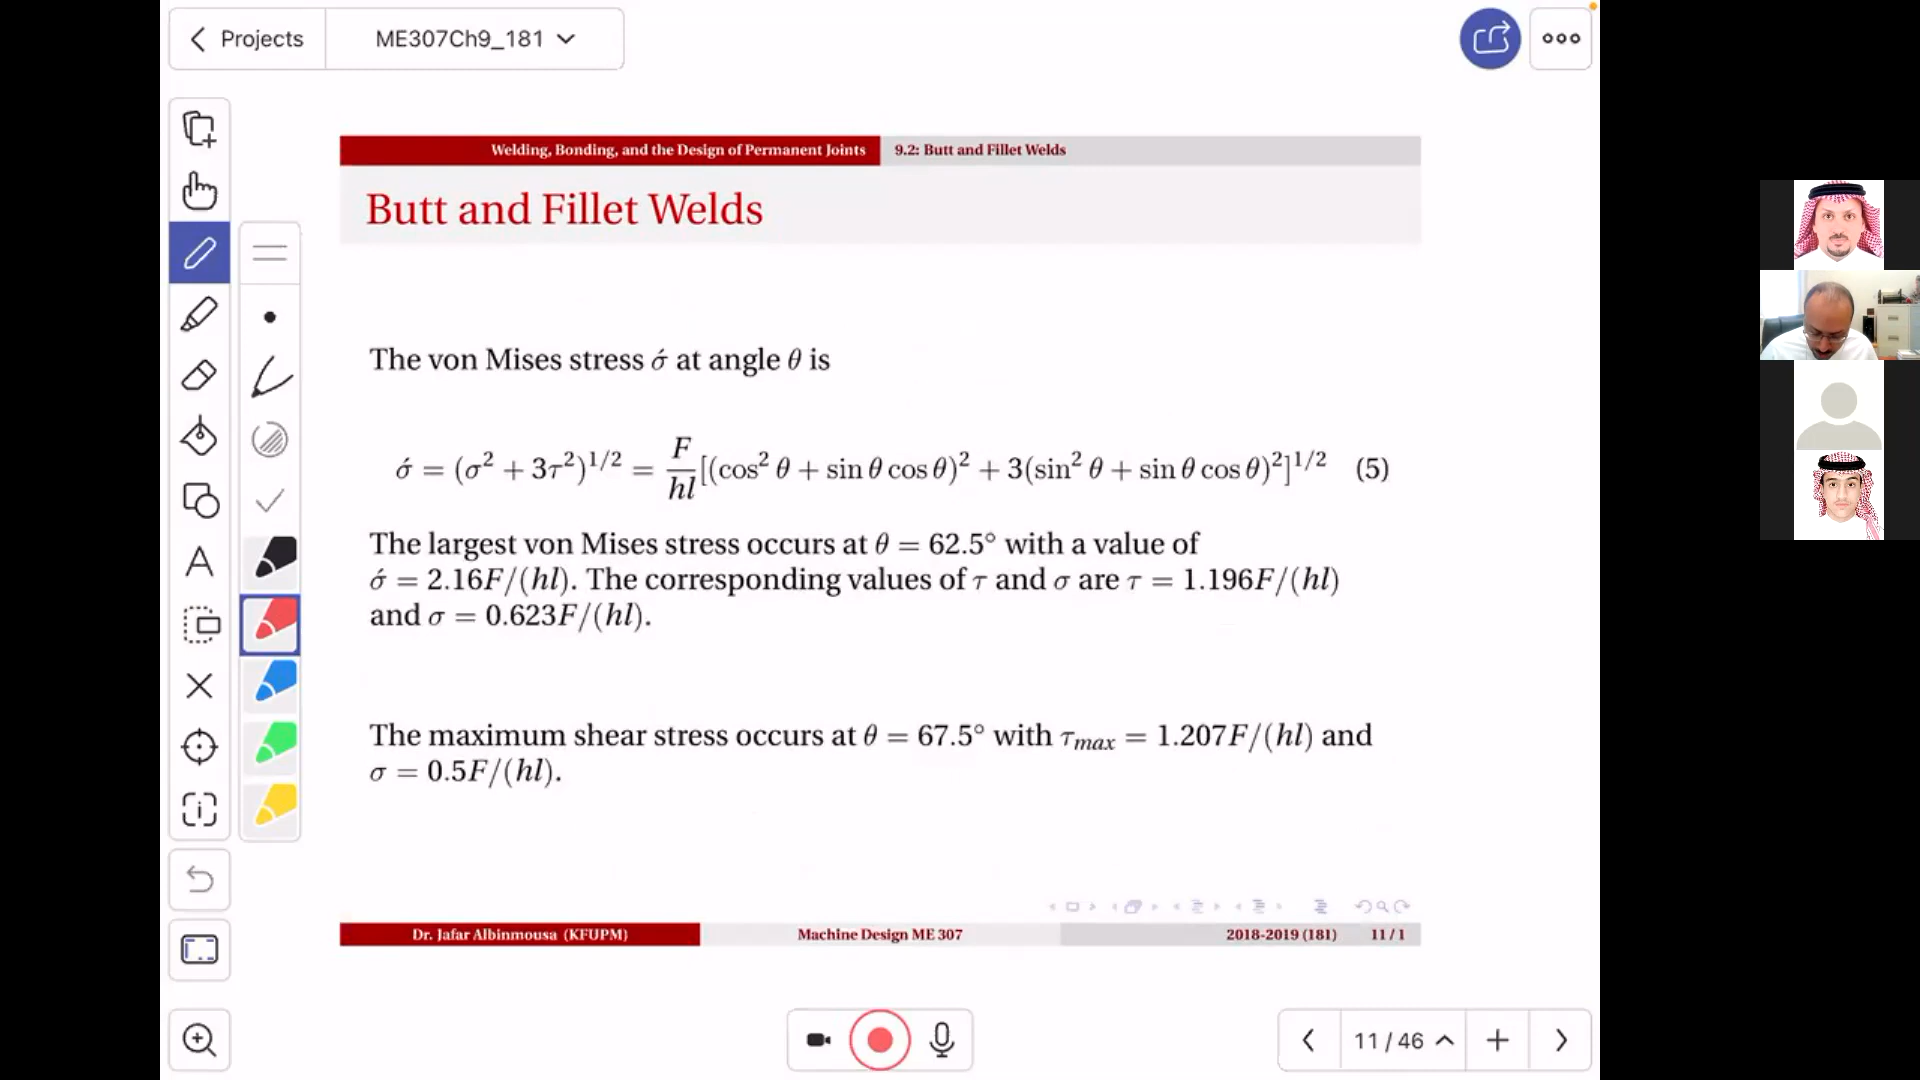 Projects
ME307Ch9_181
Welding, Bonding, and the Design of Permanent Joints
9.2: Butt and Fillet Welds
Butt and Fillet Welds
The von Mises stress σ́ at angle θ is
σ́ = (σ² + 3τ²)^{1/2} = F/hl [(cos² θ + sin θ cos θ)² + 3(sin² θ + sin θ cos θ)²]^{1/2} (5)
The largest von Mises stress occurs at θ = 62.5° with a value of
σ́ = 2.16F/(hl). The corresponding values of τ and σ are τ = 1.196F/(hl)
and σ = 0.623F/(hl).
The maximum shear stress occurs at θ = 67.5° with τ_max = 1.207F/(hl) and
σ = 0.5F/(hl).
Dr. Jafar Albinmousa (KFUPM)
Machine Design ME 307
2018-2019 (181)
11 / 1
11 / 46